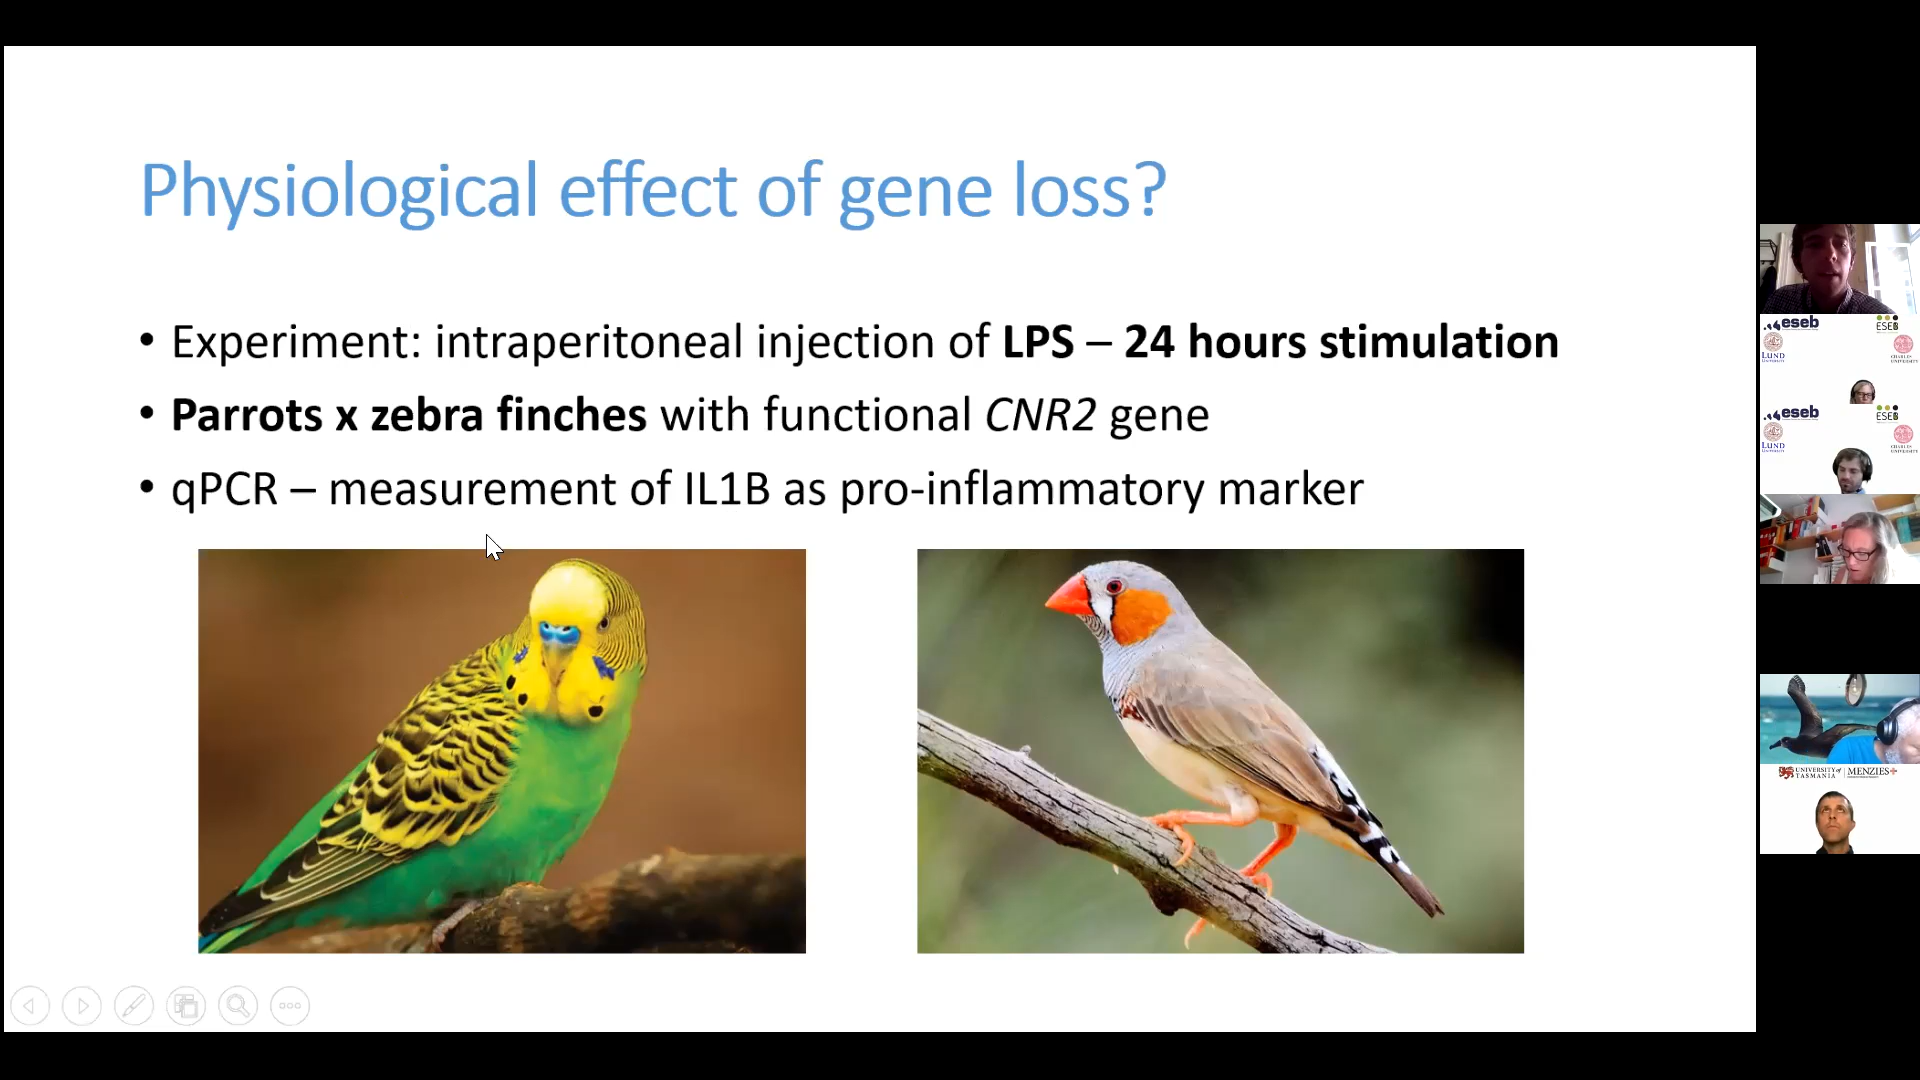 Physiological effect of gene loss?
• Experiment: intraperitoneal injection of LPS – 24 hours stimulation
• Parrots x zebra finches with functional CNR2 gene
• qPCR – measurement of IL1B as pro-inflammatory marker
eseb
LUND
UNIVERSITY
CHARLES
UNIVERSITY
eseb
LUND
UNIVERSITY
CHARLES
UNIVERSITY
UNIVERSITY of
TASMANIA
MENZIES